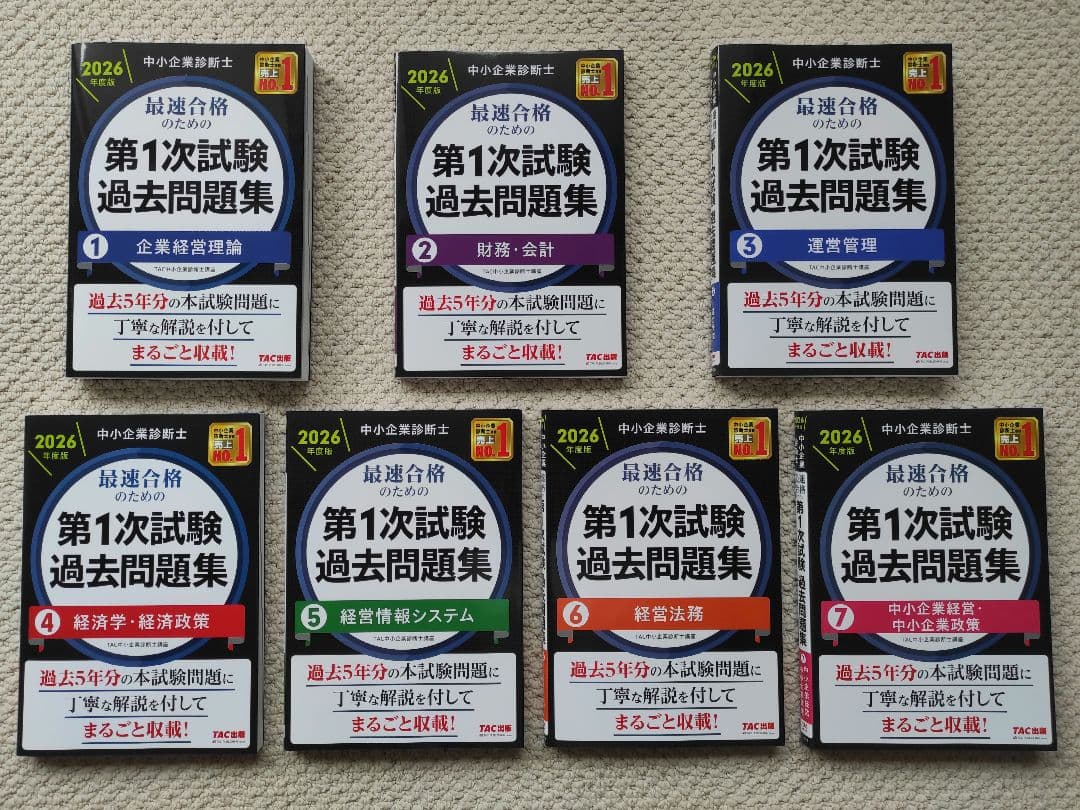 2026
年度版
中小企業診断士
売上
NO.1
最速合格
のための
第1次試験
過去問題集
1 企業経営理論
TAC中小企業診断士講座
過去5年分の本試験問題に
丁寧な解説を付して
まるごと収載!
TAC出版
2026
年度版
中小企業診断士
売上
NO.1
最速合格
のための
第1次試験
過去問題集
2 財務・会計
TAC中小企業診断士講座
過去5年分の本試験問題に
丁寧な解説を付して
まるごと収載!
TAC出版
2026
年度版
中小企業診断士
売上
NO.1
最速合格
のための
第1次試験
過去問題集
3 運営管理
TAC中小企業診断士講座
過去5年分の本試験問題に
丁寧な解説を付して
まるごと収載!
TAC出版
2026
年度版
中小企業診断士
売上
NO.1
最速合格
のための
第1次試験
過去問題集
4 経済学・経済政策
TAC中小企業診断士講座
過去5年分の本試験問題に
丁寧な解説を付して
まるごと収載!
TAC出版
2026
年度版
中小企業診断士
売上
NO.1
最速合格
のための
第1次試験
過去問題集
5 経営情報システム
TAC中小企業診断士講座
過去5年分の本試験問題に
丁寧な解説を付して
まるごと収載!
TAC出版
2026
年度版
中小企業診断士
売上
NO.1
最速合格
のための
第1次試験
過去問題集
6 経営法務
TAC中小企業診断士講座
過去5年分の本試験問題に
丁寧な解説を付して
まるごと収載!
TAC出版
第1次試験 過去問題集
2026
年度版
中小企業診断士
売上
NO.1
最速合格
のための
第1次試験
過去問題集
7 中小企業経営・
中小企業政策
TAC中小企業診断士講座
過去5年分の本試験問題に
丁寧な解説を付して
まるごと収載!
TAC出版